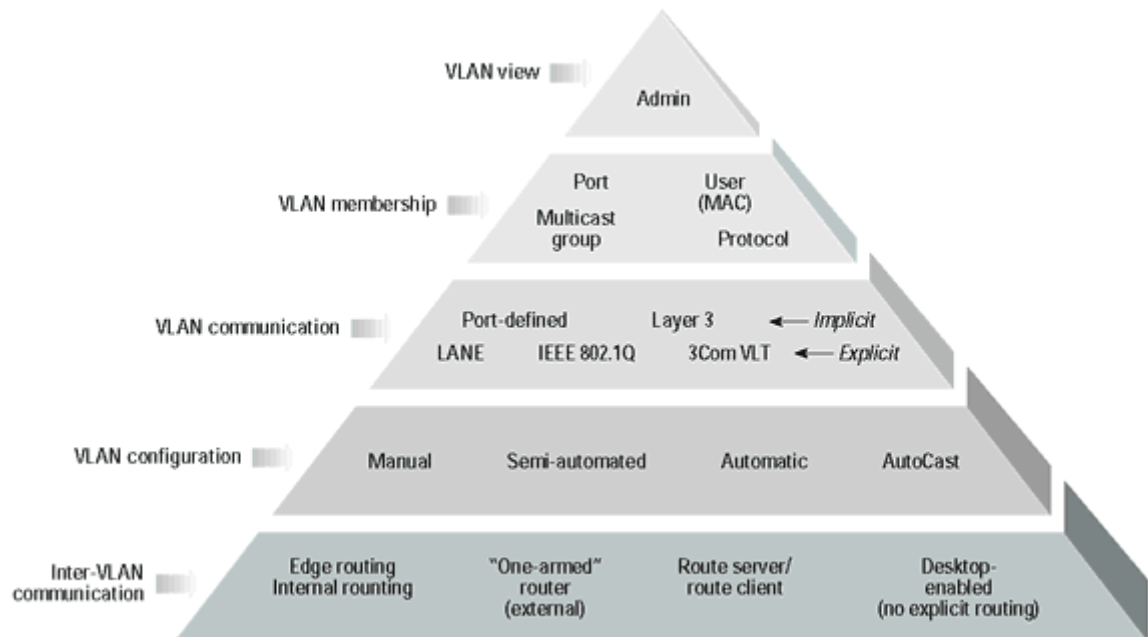 VLAN view
Admin
VLAN membership
Port
User
(MAC)
Multicast
group
Protocol
VLAN communication
Port-defined
Layer 3
Implicit
LANE
IEEE 802.1Q
3Com VLT
Explicit
VLAN configuration
Manual
Semi-automated
Automatic
AutoCast
Inter-VLAN
communication
Edge routing
Internal rounting
"One-armed"
router
(external)
Route server/
route client
Desktop-
enabled
(no explicit routing)